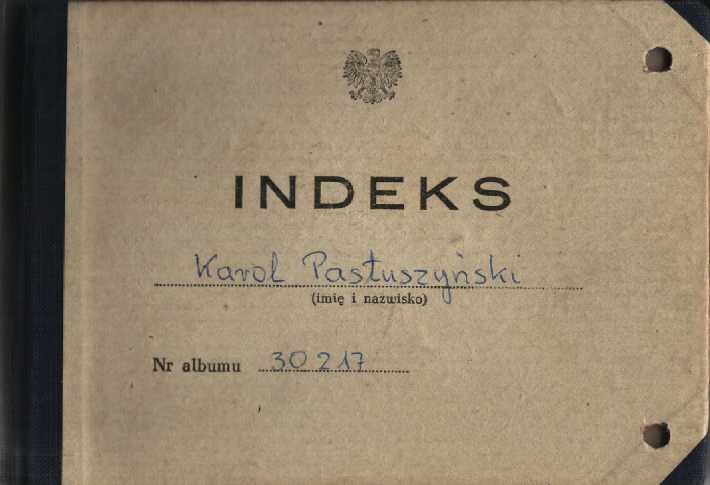 INDEKS
Karol Pastuszyński
(imię i nazwisko)
Nr albumu 30217